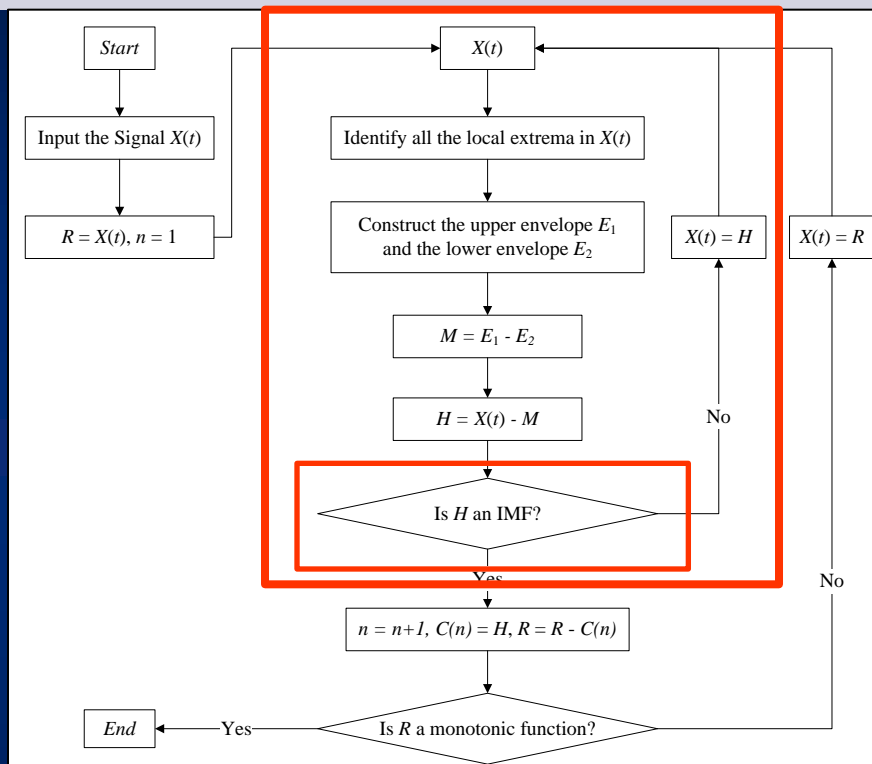 Start
Input the Signal X(t)
R = X(t), n = 1
X(t)
Identify all the local extrema in X(t)
Construct the upper envelope E₁
and the lower envelope E₂
M = E₁ - E₂
H = X(t) - M
Is H an IMF?
No
X(t) = H
Yes
n = n+1, C(n) = H, R = R - C(n)
Is R a monotonic function?
No
X(t) = R
Yes
End